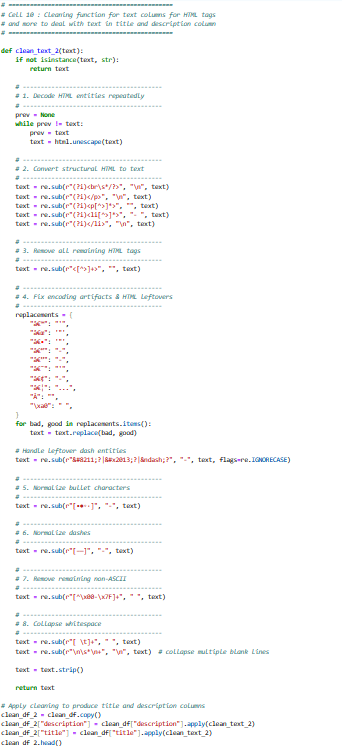 # ==========================================
# Cell 10 : Cleaning function for text columns for HTML tags
# and more to deal with text in title and description column
# ==========================================

def clean_text_2(text):
    if not isinstance(text, str):
        return text

    # -----------------------------------
    # 1. Decode HTML entities repeatedly
    # -----------------------------------
    prev = None
    while prev != text:
        prev = text
        text = html.unescape(text)

    # -----------------------------------
    # 2. Convert structural HTML to text
    # -----------------------------------
    text = re.sub(r"(?i)<br\s*/?>", "\n", text)
    text = re.sub(r"(?i)</p>", "\n", text)
    text = re.sub(r"(?i)<p[^>]*>", "", text)
    text = re.sub(r"(?i)<li[^>]*>", "- ", text)
    text = re.sub(r"(?i)</li>", "\n", text)

    # -----------------------------------
    # 3. Remove all remaining HTML tags
    # -----------------------------------
    text = re.sub(r"<[^>]+>", "", text)

    # -----------------------------------
    # 4. Fix encoding artifacts & HTML leftovers
    # -----------------------------------
    replacements = {
        "Â": "",
        "\xa0": " ",
    }
    for bad, good in replacements.items():
        text = text.replace(bad, good)

    # Handle leftover dash entities
    text = re.sub(r"&#8211;?|&#x2013;?|&ndash;?", "-", text, flags=re.IGNORECASE)

    # -----------------------------------
    # 5. Normalize bullet characters
    # -----------------------------------
    "-", text)

    # -----------------------------------
    # 6. Normalize dashes
    # -----------------------------------
    "-", text)

    # -----------------------------------
    # 7. Remove remaining non-ASCII
    # -----------------------------------
    text = re.sub(r"[^\x00-\x7F]+", " ", text)

    # -----------------------------------
    # 8. Collapse whitespace
    # -----------------------------------
    text = re.sub(r"[ \t]+", " ", text)
    text = re.sub(r"\n\s*\n+", "\n", text)  # collapse multiple blank lines

    text = text.strip()

    return text

# Apply cleaning to produce title and description columns
clean_df_2 = clean_df.copy()
clean_df_2["description"] = clean_df["description"].apply(clean_text_2)
clean_df_2["title"] = clean_df["title"].apply(clean_text_2)
clean_df_2.head()